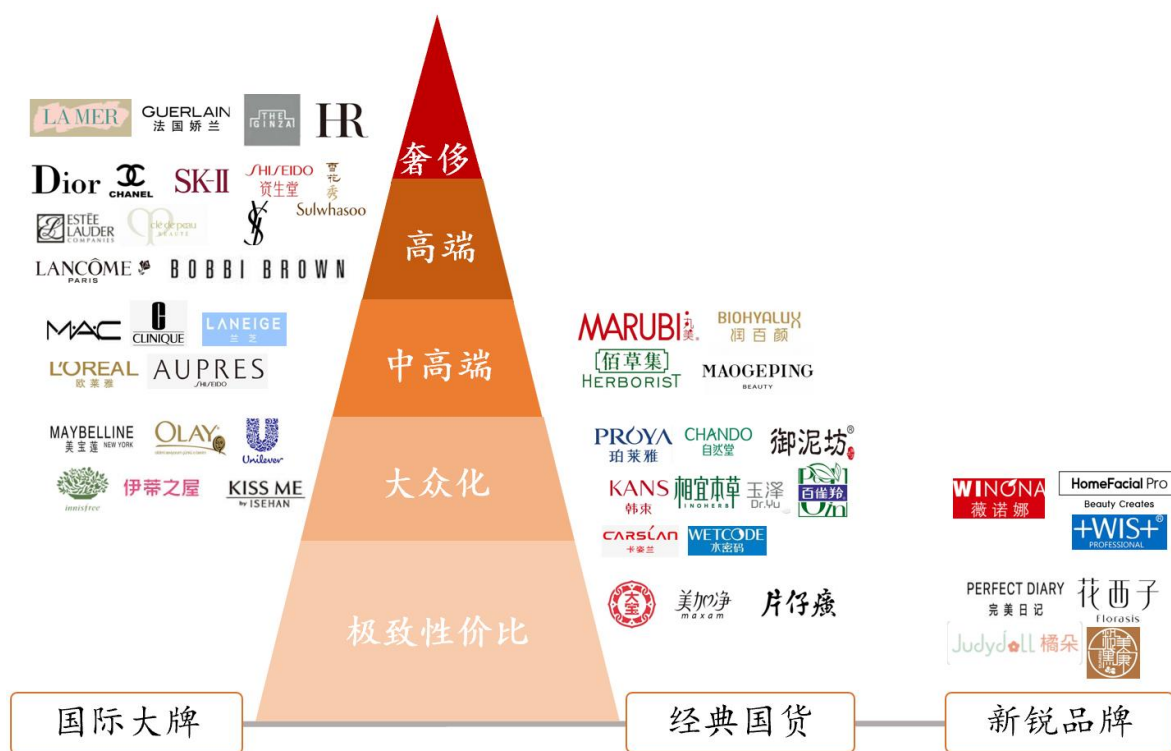 LA MER
GUERLAIN
法国娇兰
THE
GINZA
HR
奢侈
Dior
CHANEL
SK-II
SHISEIDO
资生堂
雪花秀
Sulwhasoo
ESTĒE
LAUDER
COMPANIES
clé de peau
BEAUTÉ
YSL
高端
LANCÔME
PARIS
BOBBI BROWN
M·A·C
C
CLINIQUE
LANEIGE
兰芝
L'ORÉAL
欧莱雅
AUPRES
SHISEIDO
中高端
MARUBI 丸美®
BIOHYALUX
润百颜
佰草集
HERBORIST
MAOGEPING
BEAUTY
MAYBELLINE
美宝莲 NEW YORK
OLAY
Unilever
innisfree
伊蒂之屋
KISS ME
by ISEHAN
大众化
PROYA
珀莱雅
CHANDO
自然堂
御泥坊®
KANS
韩束
相宜本草
INOHERB
玉泽
Dr.Yu
百雀羚
CARSLAN
卡姿兰
WETCODE
水密码
WINONA
薇诺娜
HomeFacial Pro
Beauty Creates
+WIS+®
PROFESSIONAL
极致性价比
大宝
美加净
maxam
片仔癀
PERFECT DIARY
完美日记
花西子
Florasis
Judydoll 橘朵
国际大牌
经典国货
新锐品牌